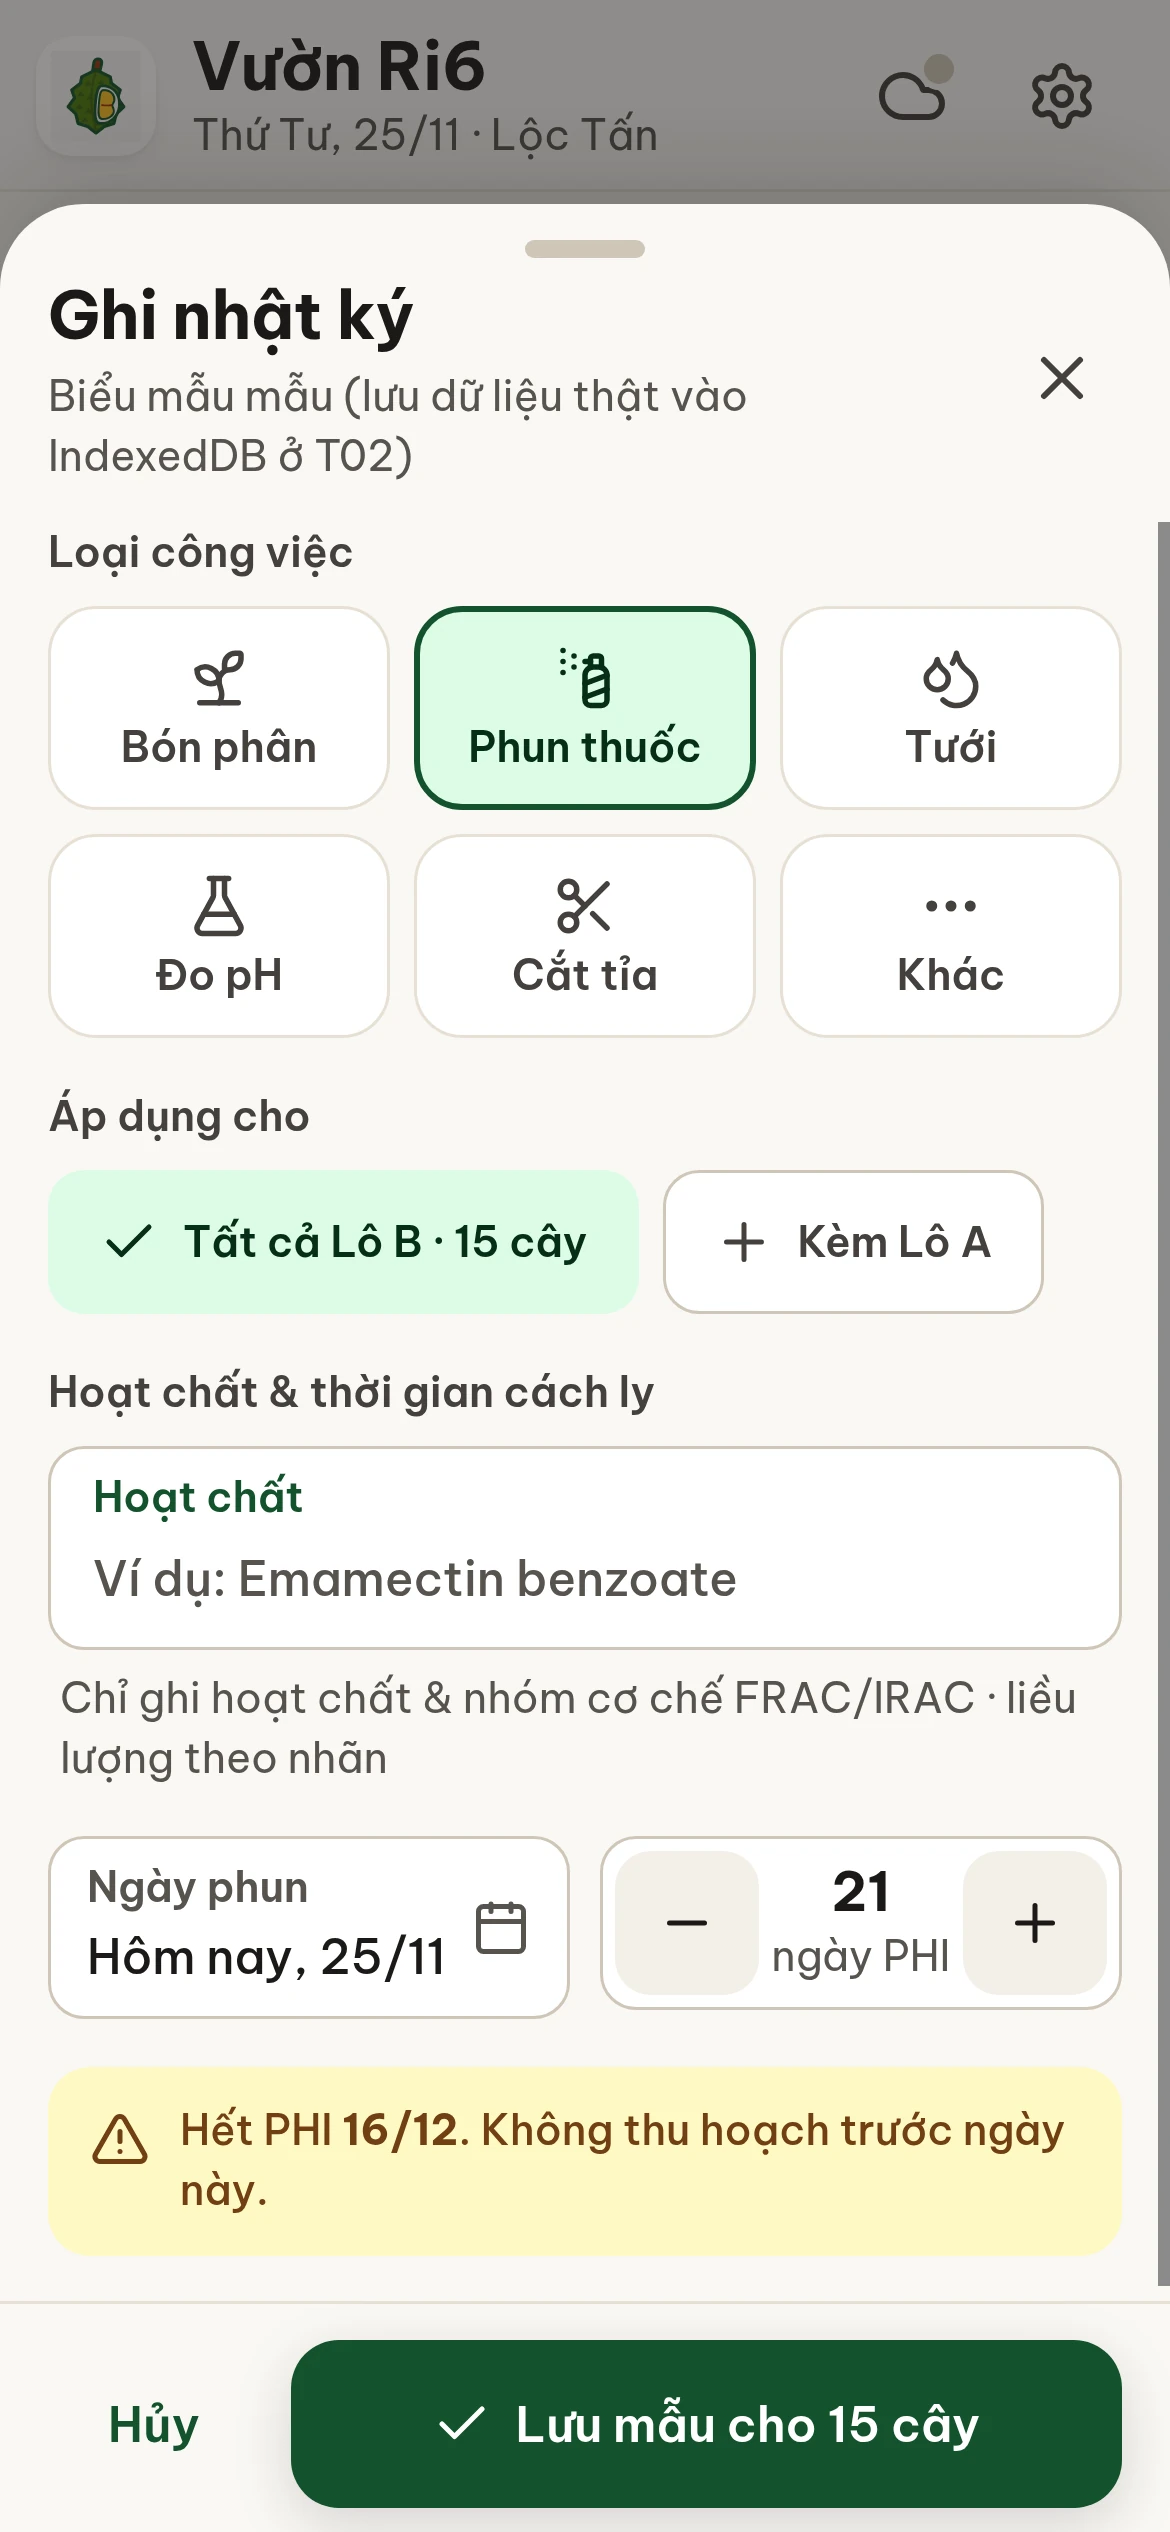 Vườn Ri6
Thứ Tư, 25/11 · Lộc Tấn
Ghi nhật ký
Biểu mẫu mẫu (lưu dữ liệu thật vào
IndexedDB ở T02)
Loại công việc
Bón phân
Phun thuốc
Tưới
Đo pH
Cắt tỉa
Khác
Áp dụng cho
Tất cả Lô B · 15 cây
Kèm Lô A
Hoạt chất & thời gian cách ly
Hoạt chất
Ví dụ: Emamectin benzoate
Chỉ ghi hoạt chất & nhóm cơ chế FRAC/IRAC · liều
lượng theo nhãn
Ngày phun
Hôm nay, 25/11
21
ngày PHI
Hết PHI 16/12. Không thu hoạch trước ngày
này.
Hủy
Lưu mẫu cho 15 cây